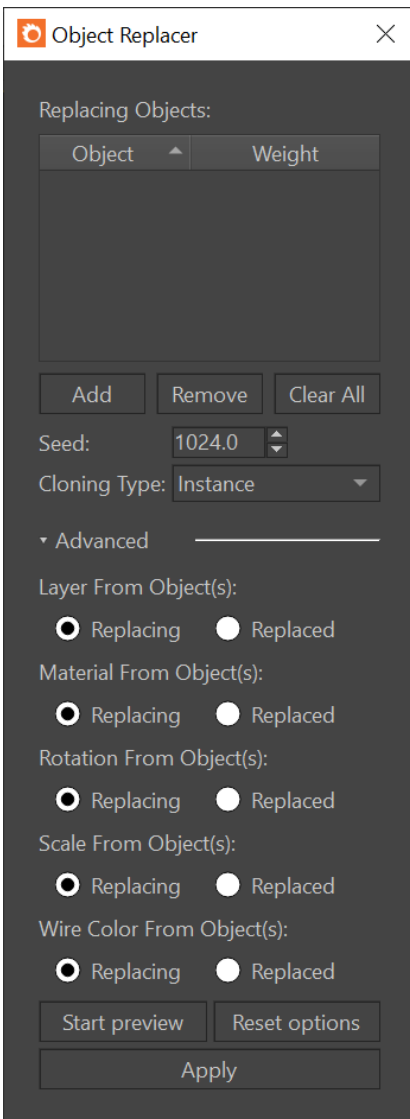 Object Replacer
Replacing Objects:
Object Weight
Add Remove Clear All
Seed: 1024.0
Cloning Type: Instance
Advanced
Layer From Object(s):
Replacing Replaced
Material From Object(s):
Replacing Replaced
Rotation From Object(s):
Replacing Replaced
Scale From Object(s):
Replacing Replaced
Wire Color From Object(s):
Replacing Replaced
Start preview Reset options
Apply